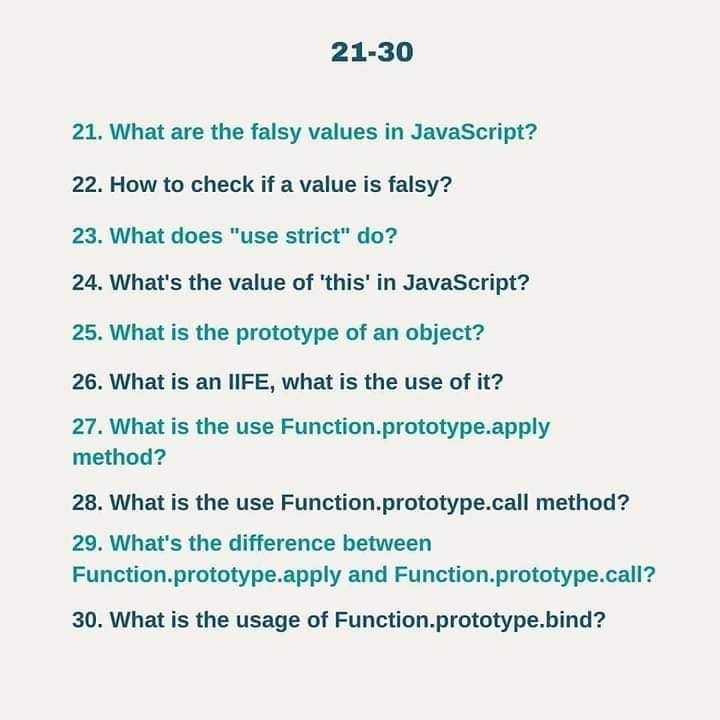 21-30
21. What are the falsy values in JavaScript?
22. How to check if a value is falsy?
23. What does "use strict" do?
24. What's the value of 'this' in JavaScript?
25. What is the prototype of an object?
26. What is an IIFE, what is the use of it?
27. What is the use Function.prototype.apply
method?
28. What is the use Function.prototype.call method?
29. What's the difference between
Function.prototype.apply and Function.prototype.call?
30. What is the usage of Function.prototype.bind?